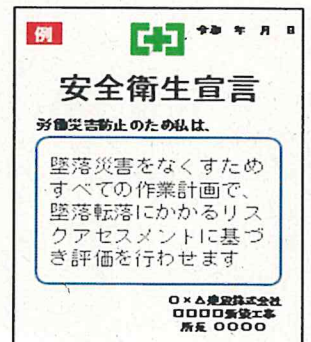 例
令和 年 月 日
安全衛生宣言
労働災害防止のため私は、
墜落災害をなくすため
すべての作業計画で、
墜落転落にかかるリス
クアセスメントに基づ
き評価を行わせます
○×△建設株式会社
□□□□新築工事
所長 ○○○○